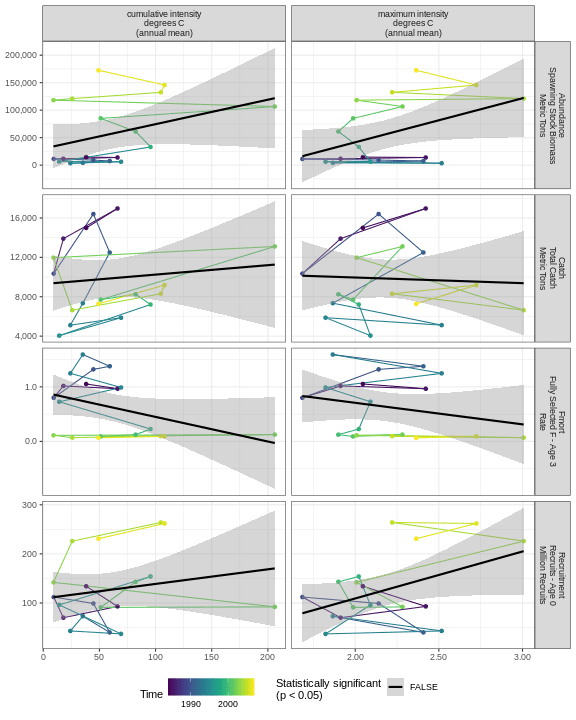 cumulative intensity
degrees C
(annual mean)
maximum intensity
degrees C
(annual mean)
200,000
150,000
100,000
50,000
0
Abundance
Spawning Stock Biomass
Metric Tons
16,000
12,000
8,000
4,000
Catch
Total Catch
Metric Tons
1.0
0.0
Fmort
Fully Selected F - Age 3
Rate
300
200
100
Recruitment
Recruits - Age 0
Million Recruits
0
50
100
150
200
2.00
2.50
3.00
Time
1990
2000
Statistically significant
(p < 0.05)
FALSE